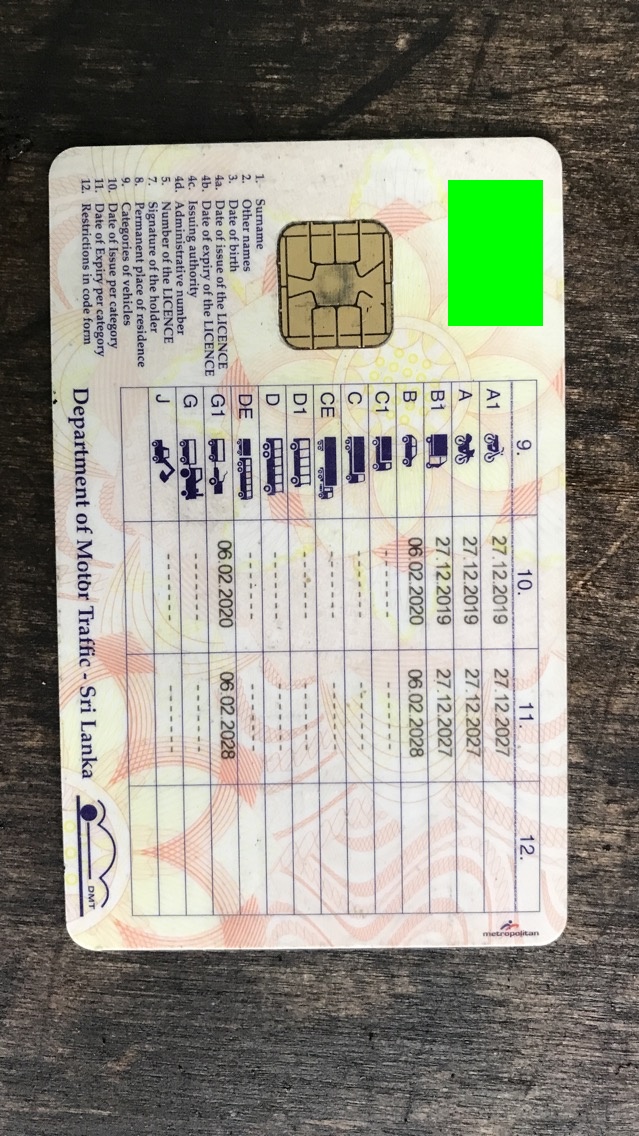 9. 10. 11. 12.
A1 27.12.2019 27.12.2027
A 27.12.2019 27.12.2027
B1 27.12.2019 27.12.2027
B 06.02.2020 06.02.2028
C1 ------
C ------ ------
CE ------ ------
D1 ------ ------
D ------ ------
DE ------ ------
G1 06.02.2020 06.02.2028
G ------ ------
J ------ ------
1. Surname
2. Other names
3. Date of birth
4a. Date of issue of the LICENCE
4b. Date of expiry of the LICENCE
4c. Issuing authority
4d. Administrative number
5. Number of the LICENCE
7. Signature of the holder
8. Permanent place of residence
9. Categories of vehicles
10. Date of Issue per category
11. Date of Expiry per category
12. Restrictions in code form
Department of Motor Traffic - Sri Lanka
DMT
metropolitan